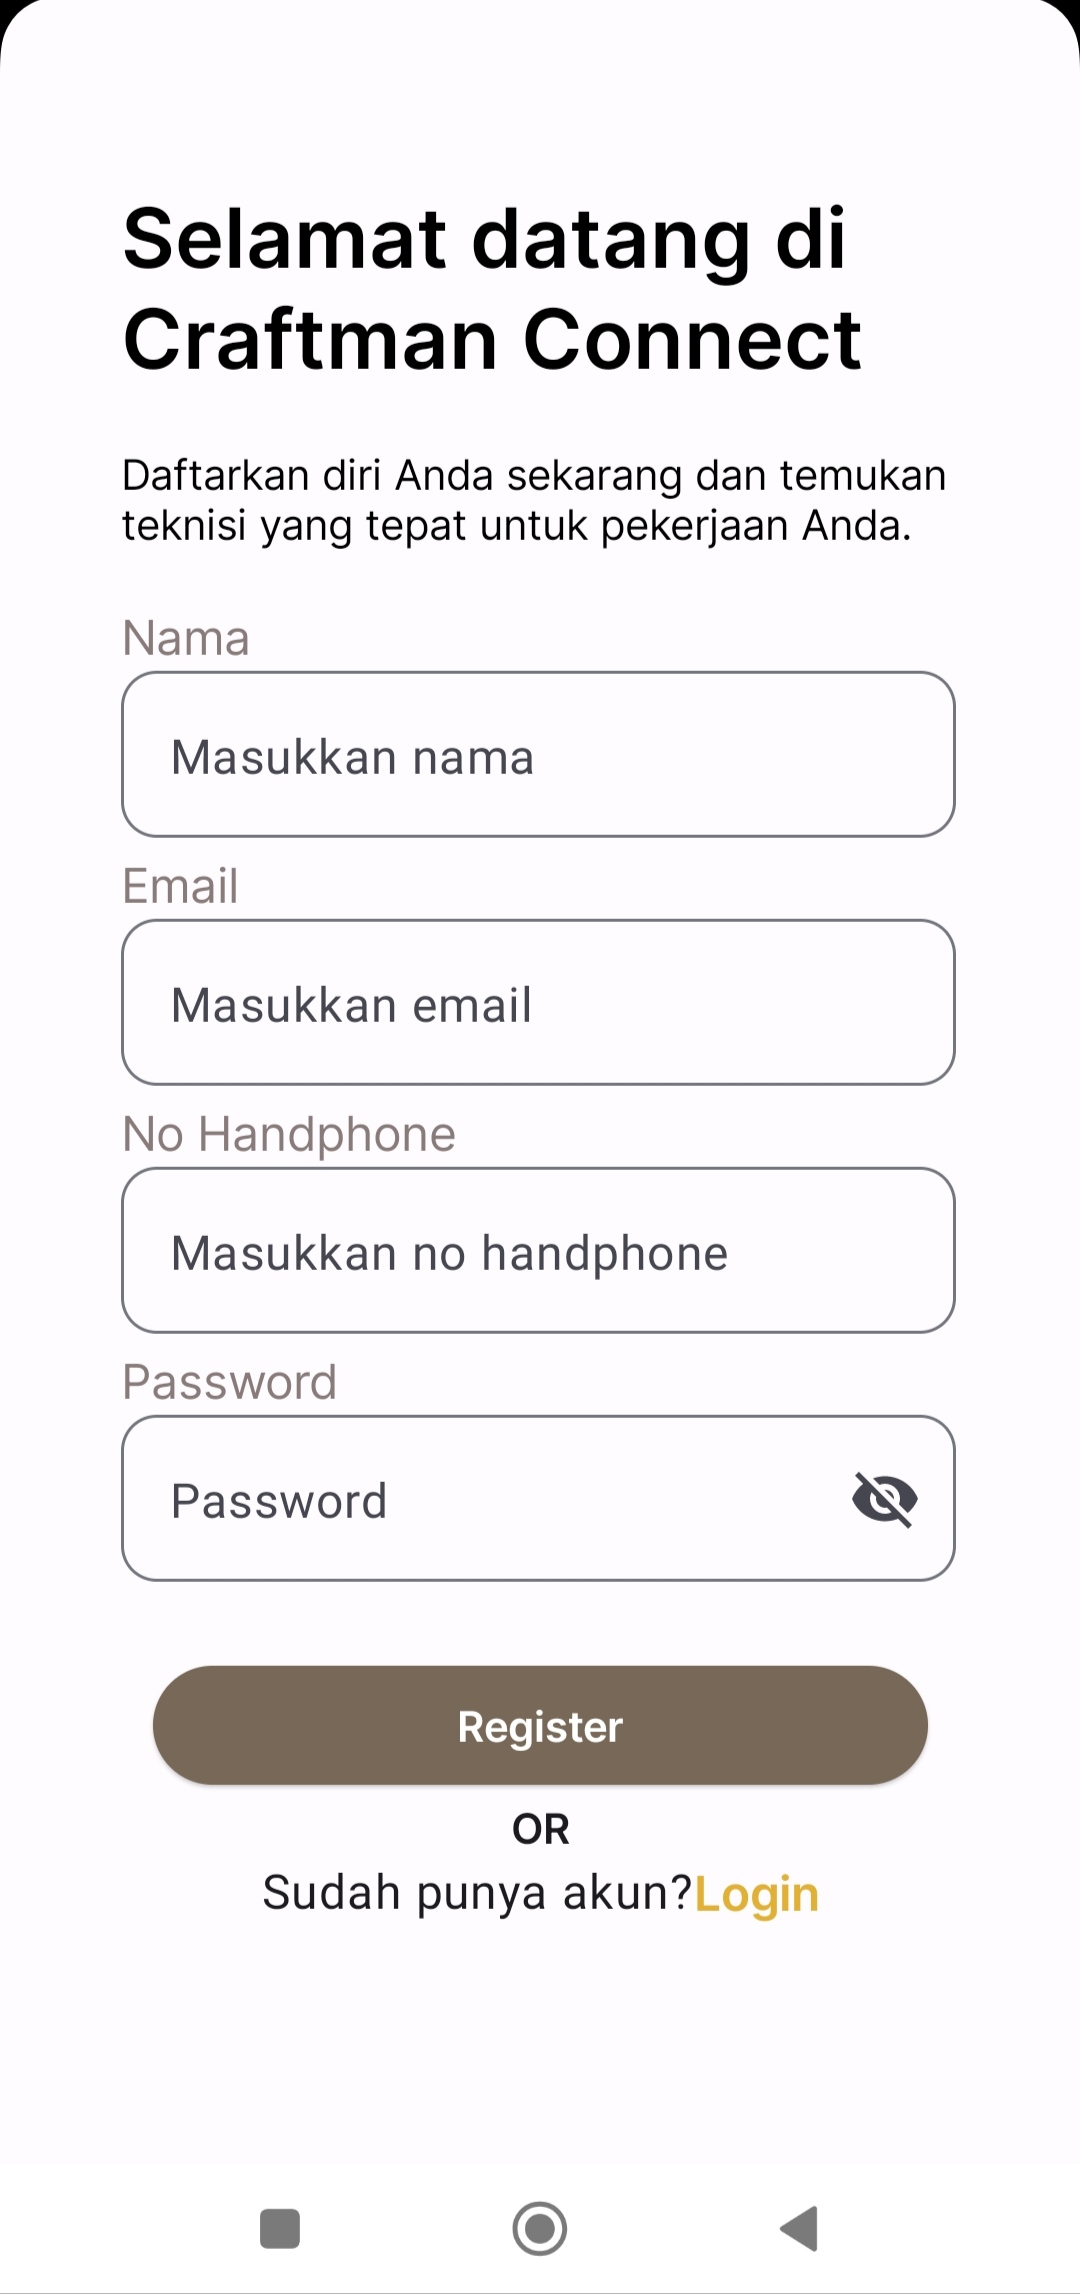 Selamat datang di
Craftman Connect
Daftarkan diri Anda sekarang dan temukan
teknisi yang tepat untuk pekerjaan Anda.
Nama
Masukkan nama
Email
Masukkan email
No Handphone
Masukkan no handphone
Password
Password
Register
OR
Sudah punya akun?Login